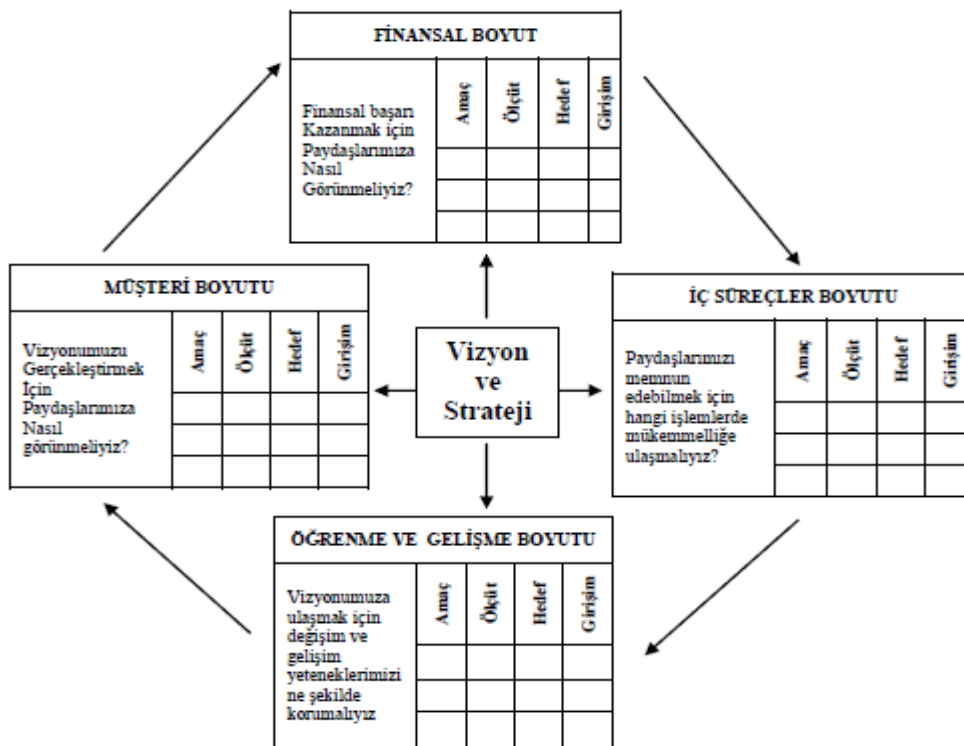 FİNANSAL BOYUT
Finansal başarı
Kazanmak için
Paydaşlarımıza
Nasıl
Görünmeliyiz?
Amaç
Ölçüt
Hedef
Girişim
MÜŞTERİ BOYUTU
Vizyonumuzu
Gerçekleştirmek
İçin
Paydaşlarımıza
Nasıl
görünmeliyiz?
Amaç
Ölçüt
Hedef
Girişim
Vizyon
ve
Strateji
İÇ SÜREÇLER BOYUTU
Paydaşlarımızı
memnun
edebilmek için
hangi işlemlerde
mükemmelliğe
ulaşmalıyız?
Amaç
Ölçüt
Hedef
Girişim
ÖĞRENME VE GELİŞME BOYUTU
Vizyonumuza
ulaşmak için
değişim ve
gelişim
yeteneklerimizi
ne şekilde
korumalıyız
Amaç
Ölçüt
Hedef
Girişim